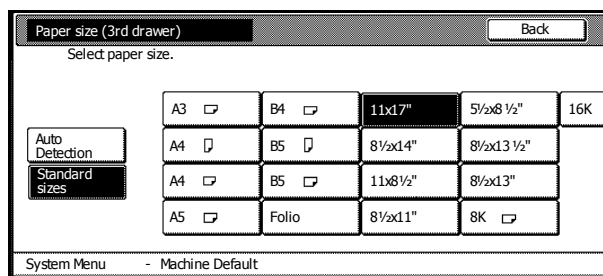 Paper size (3rd drawer)
Back
Select paper size.
A3
B4
11x17"
5½x8½"
16K
Auto
Detection
A4
B5
8½x14"
8½x13½"
Standard
sizes
A4
B5
11x8½"
8½x13"
A5
Folio
8½x11"
8K
System Menu - Machine Default